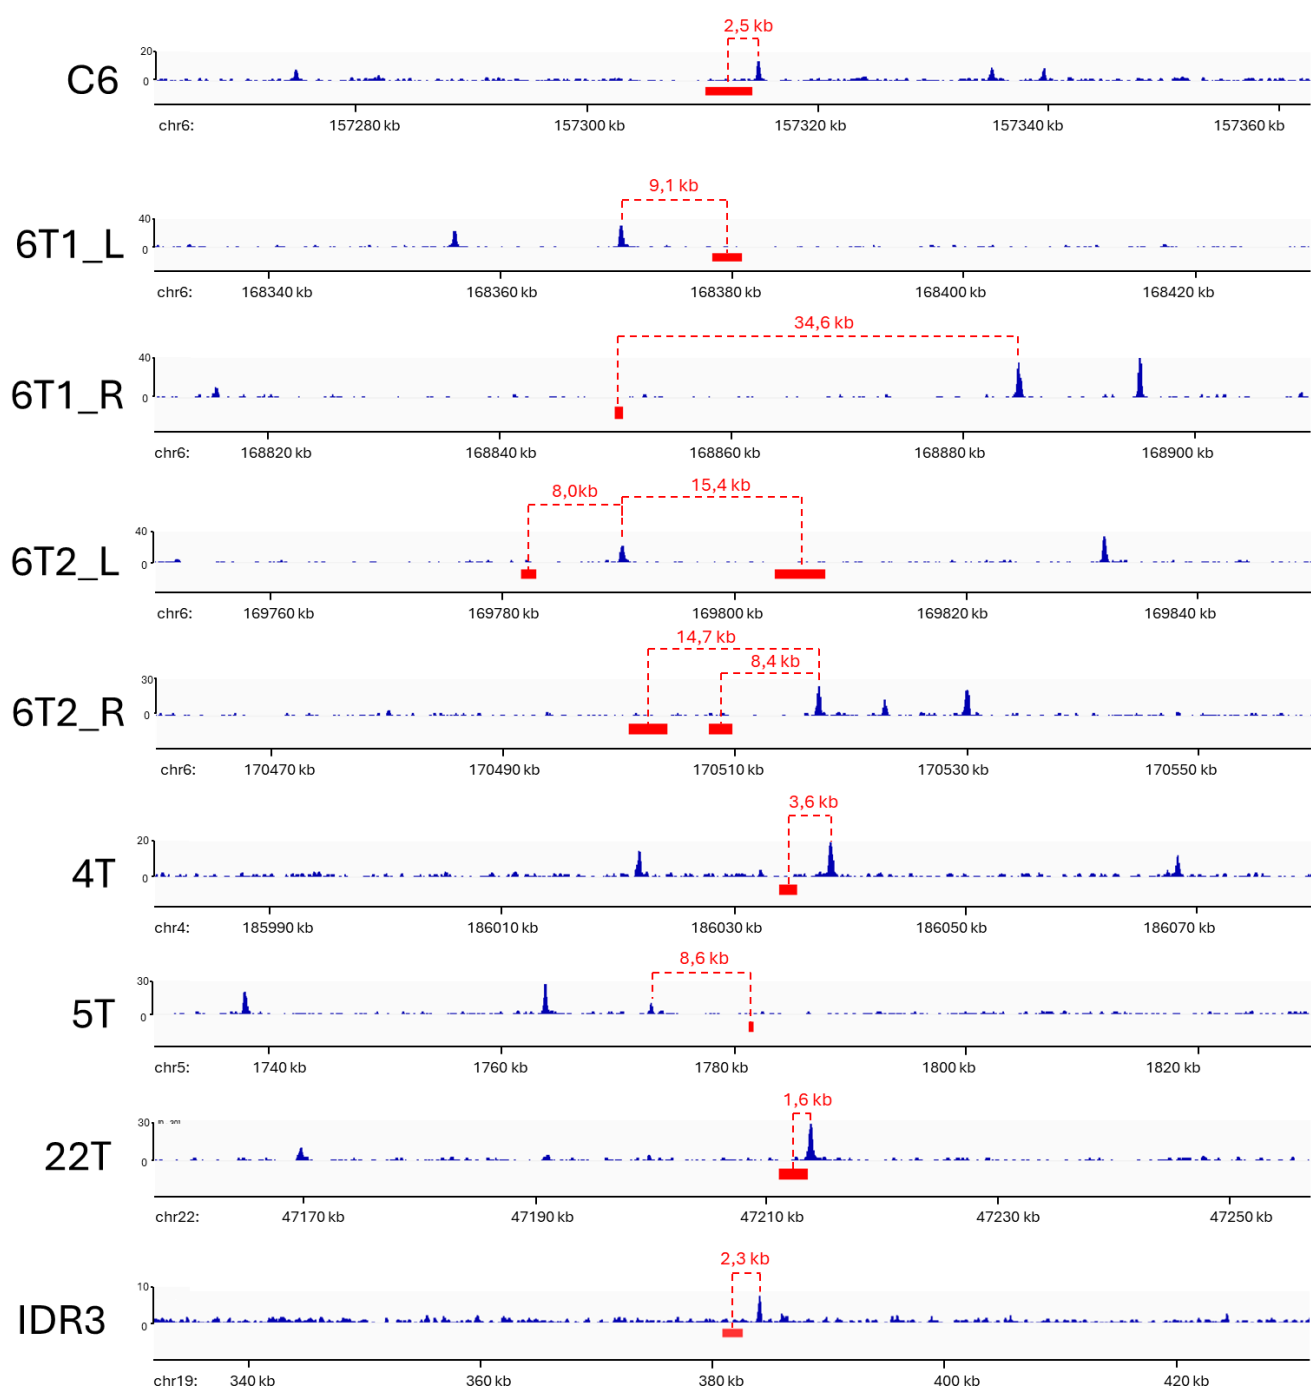 2,5 kb
20
0
C6
chr6:
157280 kb
157300 kb
157320 kb
157340 kb
157360 kb
9,1 kb
40
0
6T1_L
chr6:
168340 kb
168360 kb
168380 kb
168400 kb
168420 kb
34,6 kb
40
0
6T1_R
chr6:
168820 kb
168840 kb
168860 kb
168880 kb
168900 kb
8,0kb
15,4 kb
40
0
6T2_L
chr6:
169760 kb
169780 kb
169800 kb
169820 kb
169840 kb
14,7 kb
8,4 kb
30
0
6T2_R
chr6:
170470 kb
170490 kb
170510 kb
170530 kb
170550 kb
3,6 kb
20
0
4T
chr4:
185990 kb
186010 kb
186030 kb
186050 kb
186070 kb
8,6 kb
30
0
5T
chr5:
1740 kb
1760 kb
1780 kb
1800 kb
1820 kb
1,6 kb
30
0
22T
chr22:
47170 kb
47190 kb
47210 kb
47230 kb
47250 kb
2,3 kb
10
0
IDR3
chr19:
340 kb
360 kb
380 kb
400 kb
420 kb